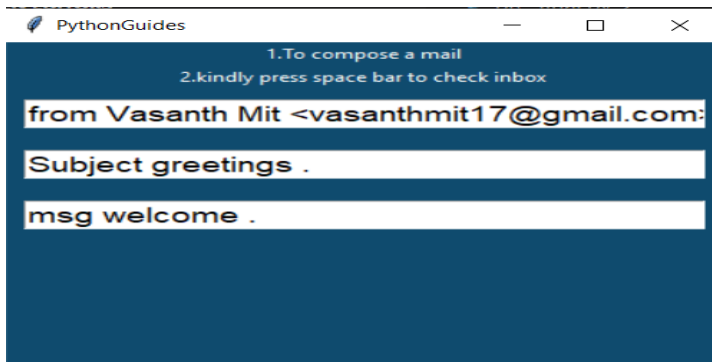 PythonGuides
1.To compose a mail
2.kindly press space bar to check inbox
from Vasanth Mit <vasanthmit17@gmail.com>
Subject greetings .
msg welcome .